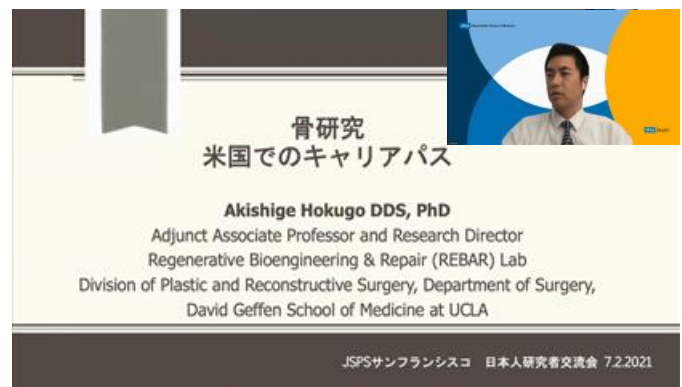 骨研究
米国でのキャリアパス
Akishige Hokugo DDS, PhD
Adjunct Associate Professor and Research Director
Regenerative Bioengineering & Repair (REBAR) Lab
Division of Plastic and Reconstructive Surgery, Department of Surgery,
David Geffen School of Medicine at UCLA
JSPSサンフランシスコ 日本人研究者交流会 7.2.2021